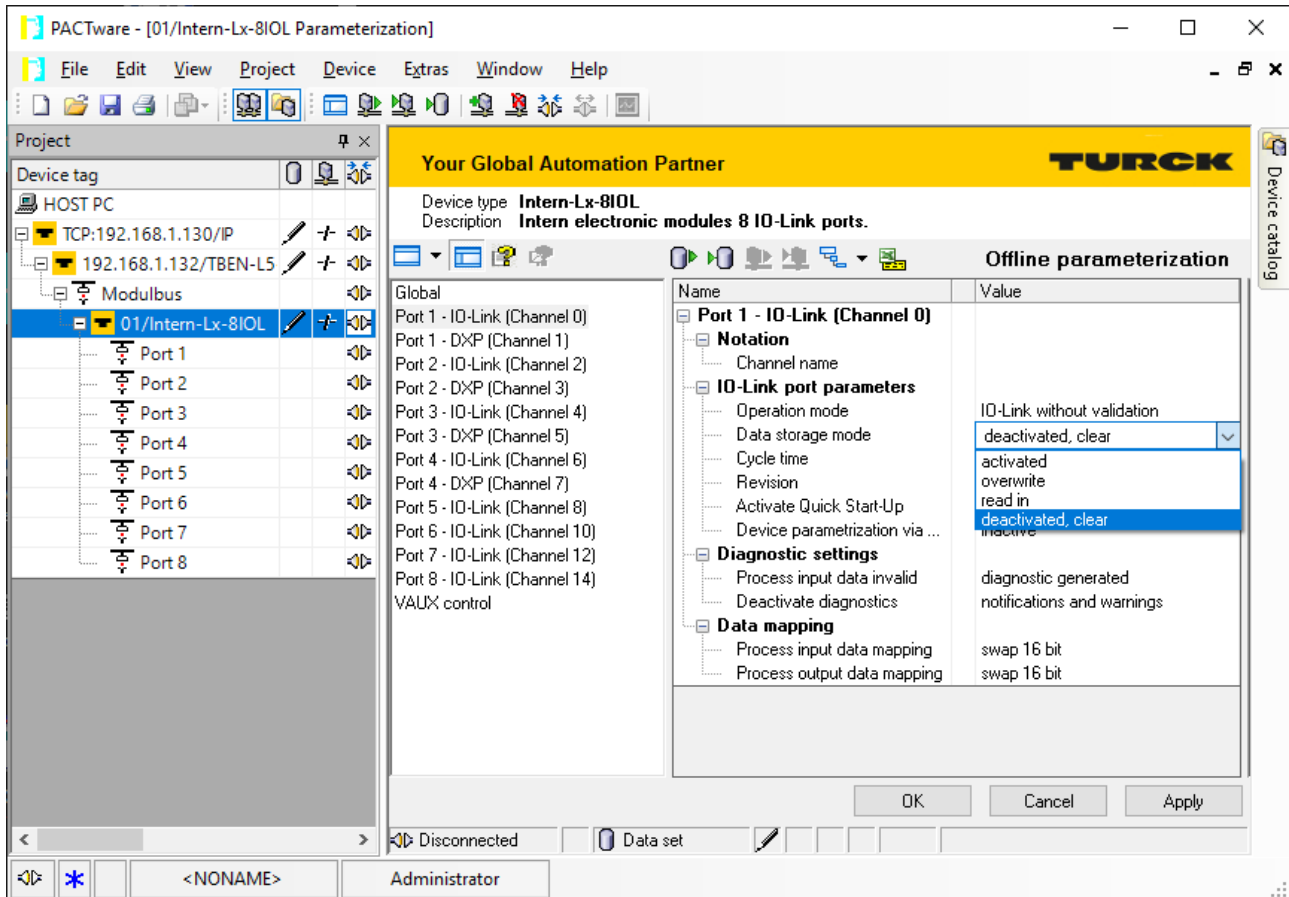 PACTware - [01/Intern-Lx-8IOL Parameterization]
File Edit View Project Device Extras Window Help
Project
Device tag
HOST PC
TCP:192.168.1.130/IP
192.168.1.132/TBEN-L5
Modulbus
01/Intern-Lx-8IOL
Port 1
Port 2
Port 3
Port 4
Port 5
Port 6
Port 7
Port 8
Your Global Automation Partner
TURCK
Device type Intern-Lx-8IOL
Description Intern electronic modules 8 IO-Link ports.
Offline parameterization
Global
Port 1 - IO-Link (Channel 0)
Port 1 - DXP (Channel 1)
Port 2 - IO-Link (Channel 2)
Port 2 - DXP (Channel 3)
Port 3 - IO-Link (Channel 4)
Port 3 - DXP (Channel 5)
Port 4 - IO-Link (Channel 6)
Port 4 - DXP (Channel 7)
Port 5 - IO-Link (Channel 8)
Port 6 - IO-Link (Channel 10)
Port 7 - IO-Link (Channel 12)
Port 8 - IO-Link (Channel 14)
VAUX control
Name Value
Port 1 - IO-Link (Channel 0)
Notation
Channel name
IO-Link port parameters
Operation mode IO-Link without validation
Data storage mode deactivated, clear
activated
overwrite
read in
deactivated, clear
Cycle time
Revision
Activate Quick Start-Up
Device parametrization via ... inactive
Diagnostic settings
Process input data invalid diagnostic generated
Deactivate diagnostics notifications and warnings
Data mapping
Process input data mapping swap 16 bit
Process output data mapping swap 16 bit
OK Cancel Apply
Disconnected Data set
<NONAME> Administrator
Device catalog